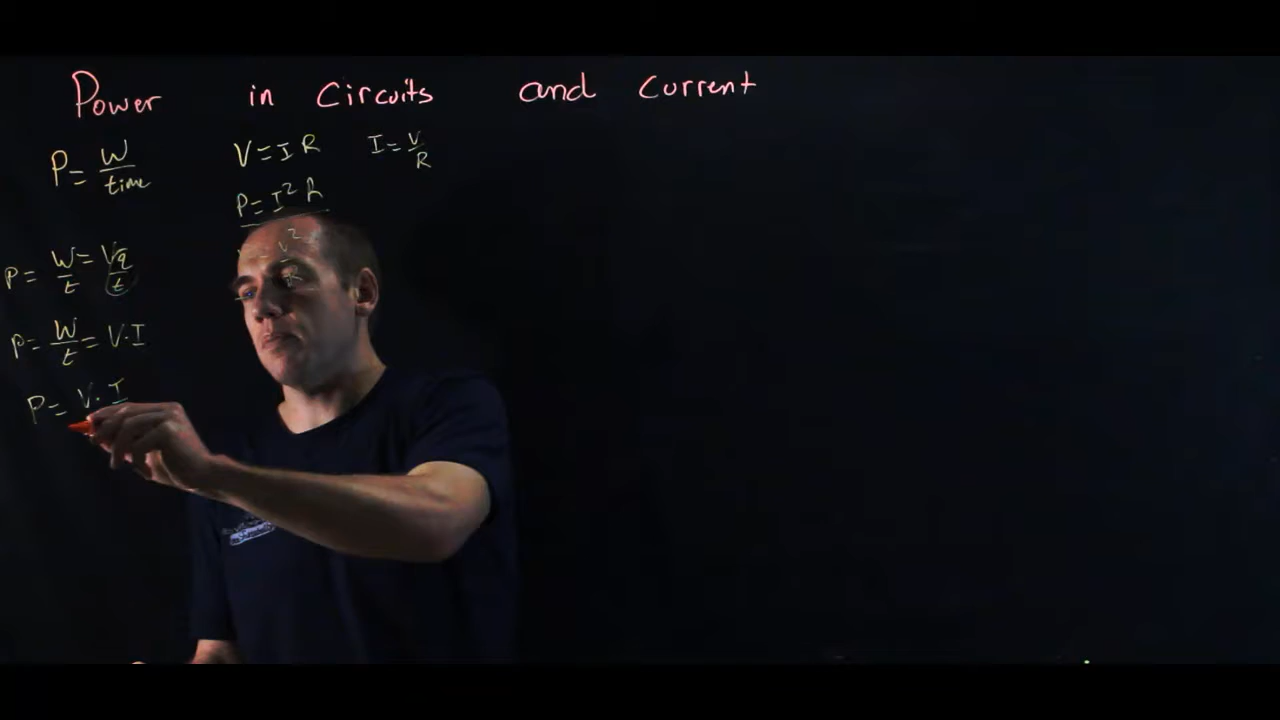 Power in Circuits and Current
P = W/time
V = I R
I = V/R
P = I² R
P = W/t = Vq/t
P = W/t = V·I
P = V·I